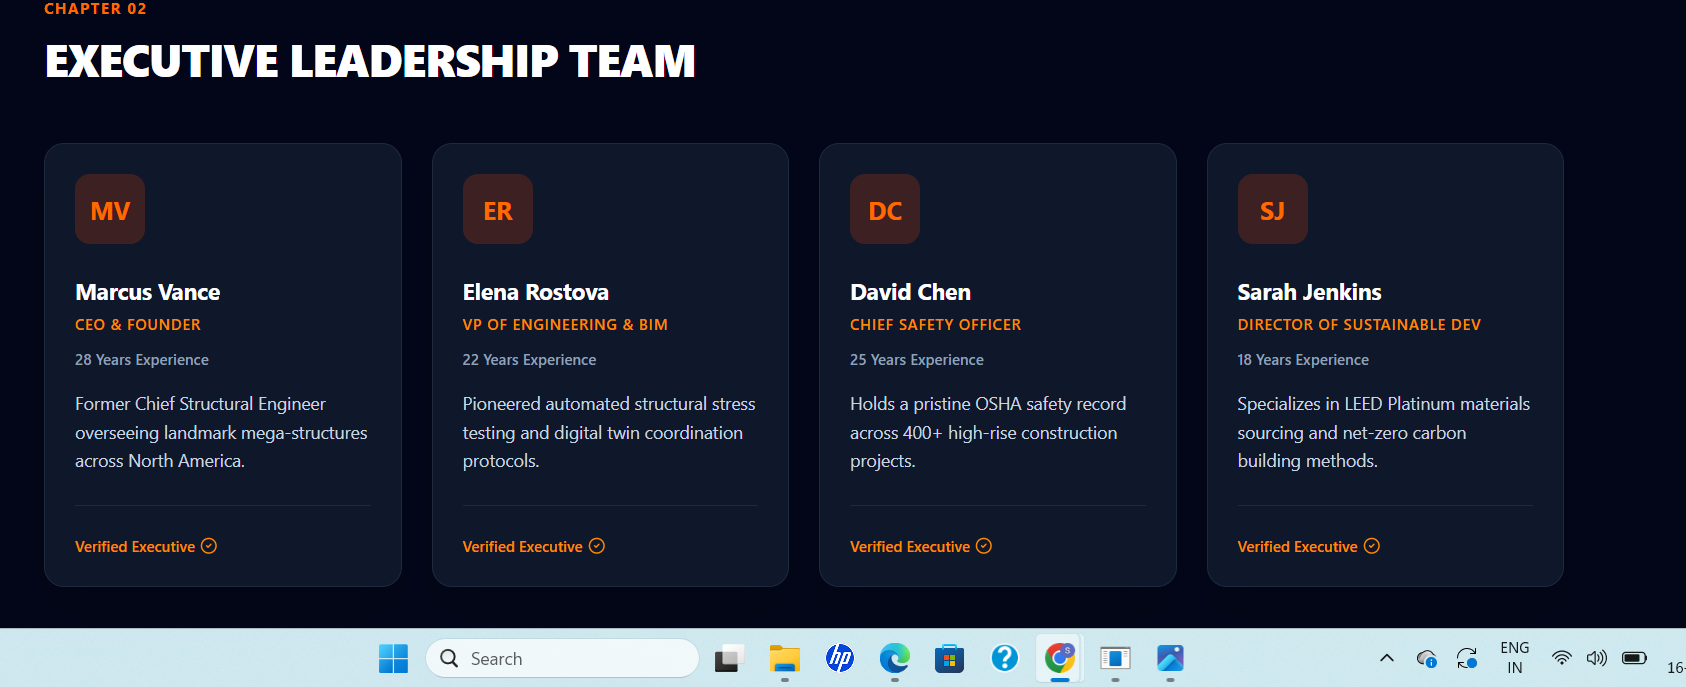 CHAPTER 02
EXECUTIVE LEADERSHIP TEAM
MV
Marcus Vance
CEO & FOUNDER
28 Years Experience
Former Chief Structural Engineer
overseeing landmark mega-structures
across North America.
Verified Executive
ER
Elena Rostova
VP OF ENGINEERING & BIM
22 Years Experience
Pioneered automated structural stress
testing and digital twin coordination
protocols.
Verified Executive
DC
David Chen
CHIEF SAFETY OFFICER
25 Years Experience
Holds a pristine OSHA safety record
across 400+ high-rise construction
projects.
Verified Executive
SJ
Sarah Jenkins
DIRECTOR OF SUSTAINABLE DEV
18 Years Experience
Specializes in LEED Platinum materials
sourcing and net-zero carbon
building methods.
Verified Executive
Search
hp
?
S
ENG
IN
16-